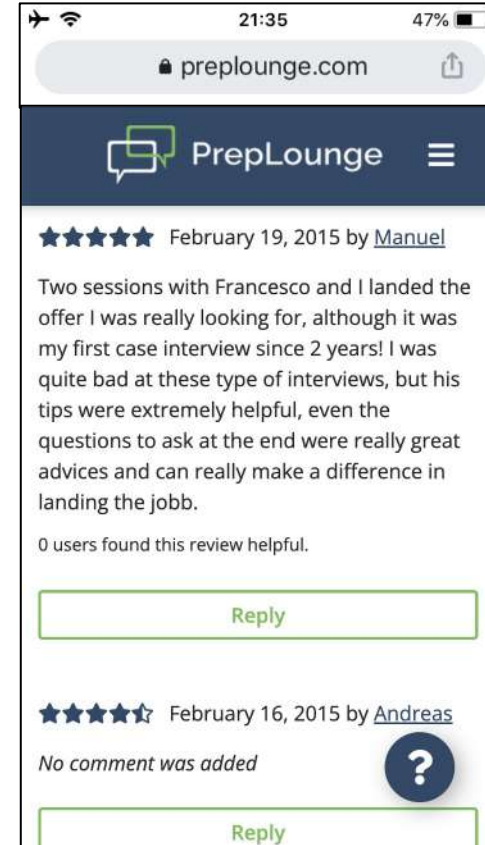 21:35
47%
preplounge.com
PrepLounge
February 19, 2015 by Manuel
Two sessions with Francesco and I landed the
offer I was really looking for, although it was
my first case interview since 2 years! I was
quite bad at these type of interviews, but his
tips were extremely helpful, even the
questions to ask at the end were really great
advices and can really make a difference in
landing the jobb.
0 users found this review helpful.
Reply
February 16, 2015 by Andreas
No comment was added
?
Reply